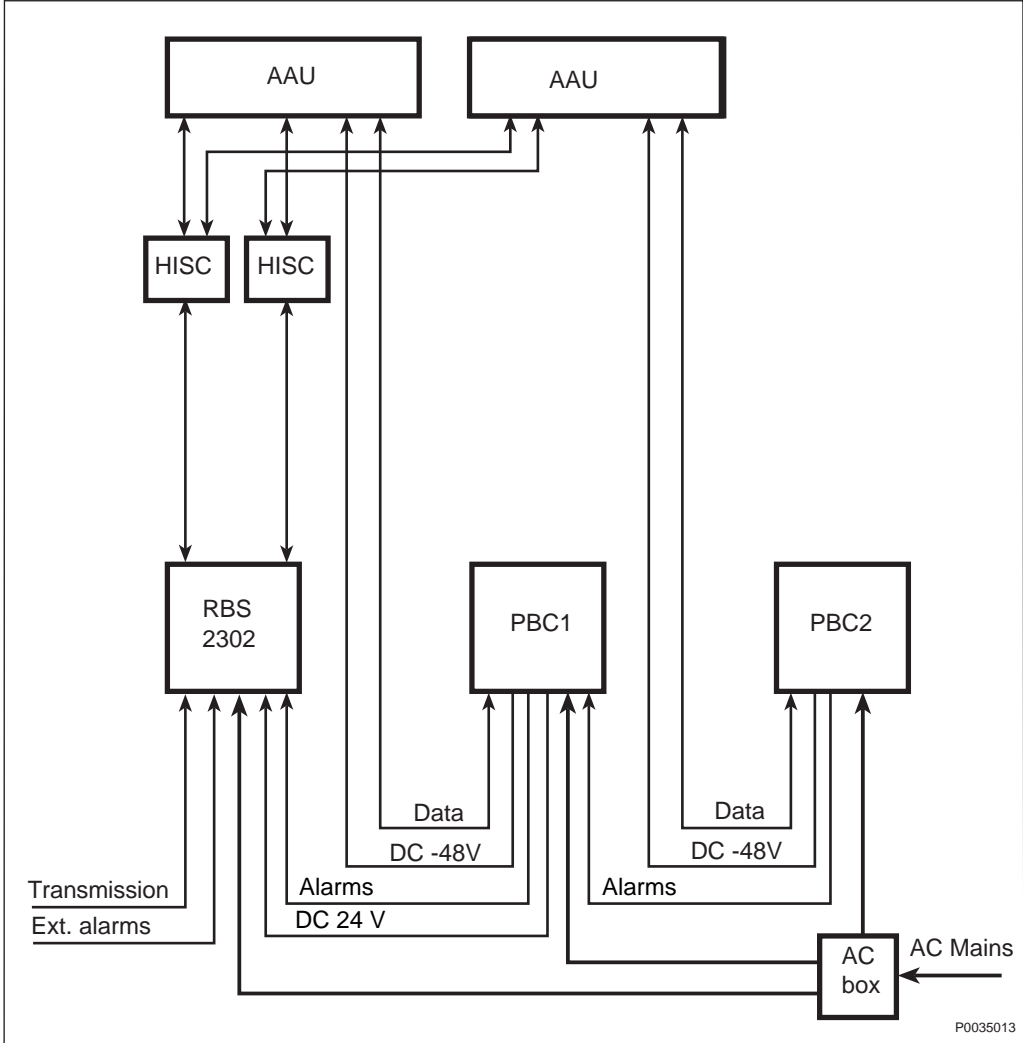 AAU
AAU
HISC
HISC
RBS
2302
PBC1
PBC2
Data
Data
DC -48V
DC -48V
Transmission
Alarms
Alarms
Ext. alarms
DC 24 V
AC
box
AC Mains
P0035013